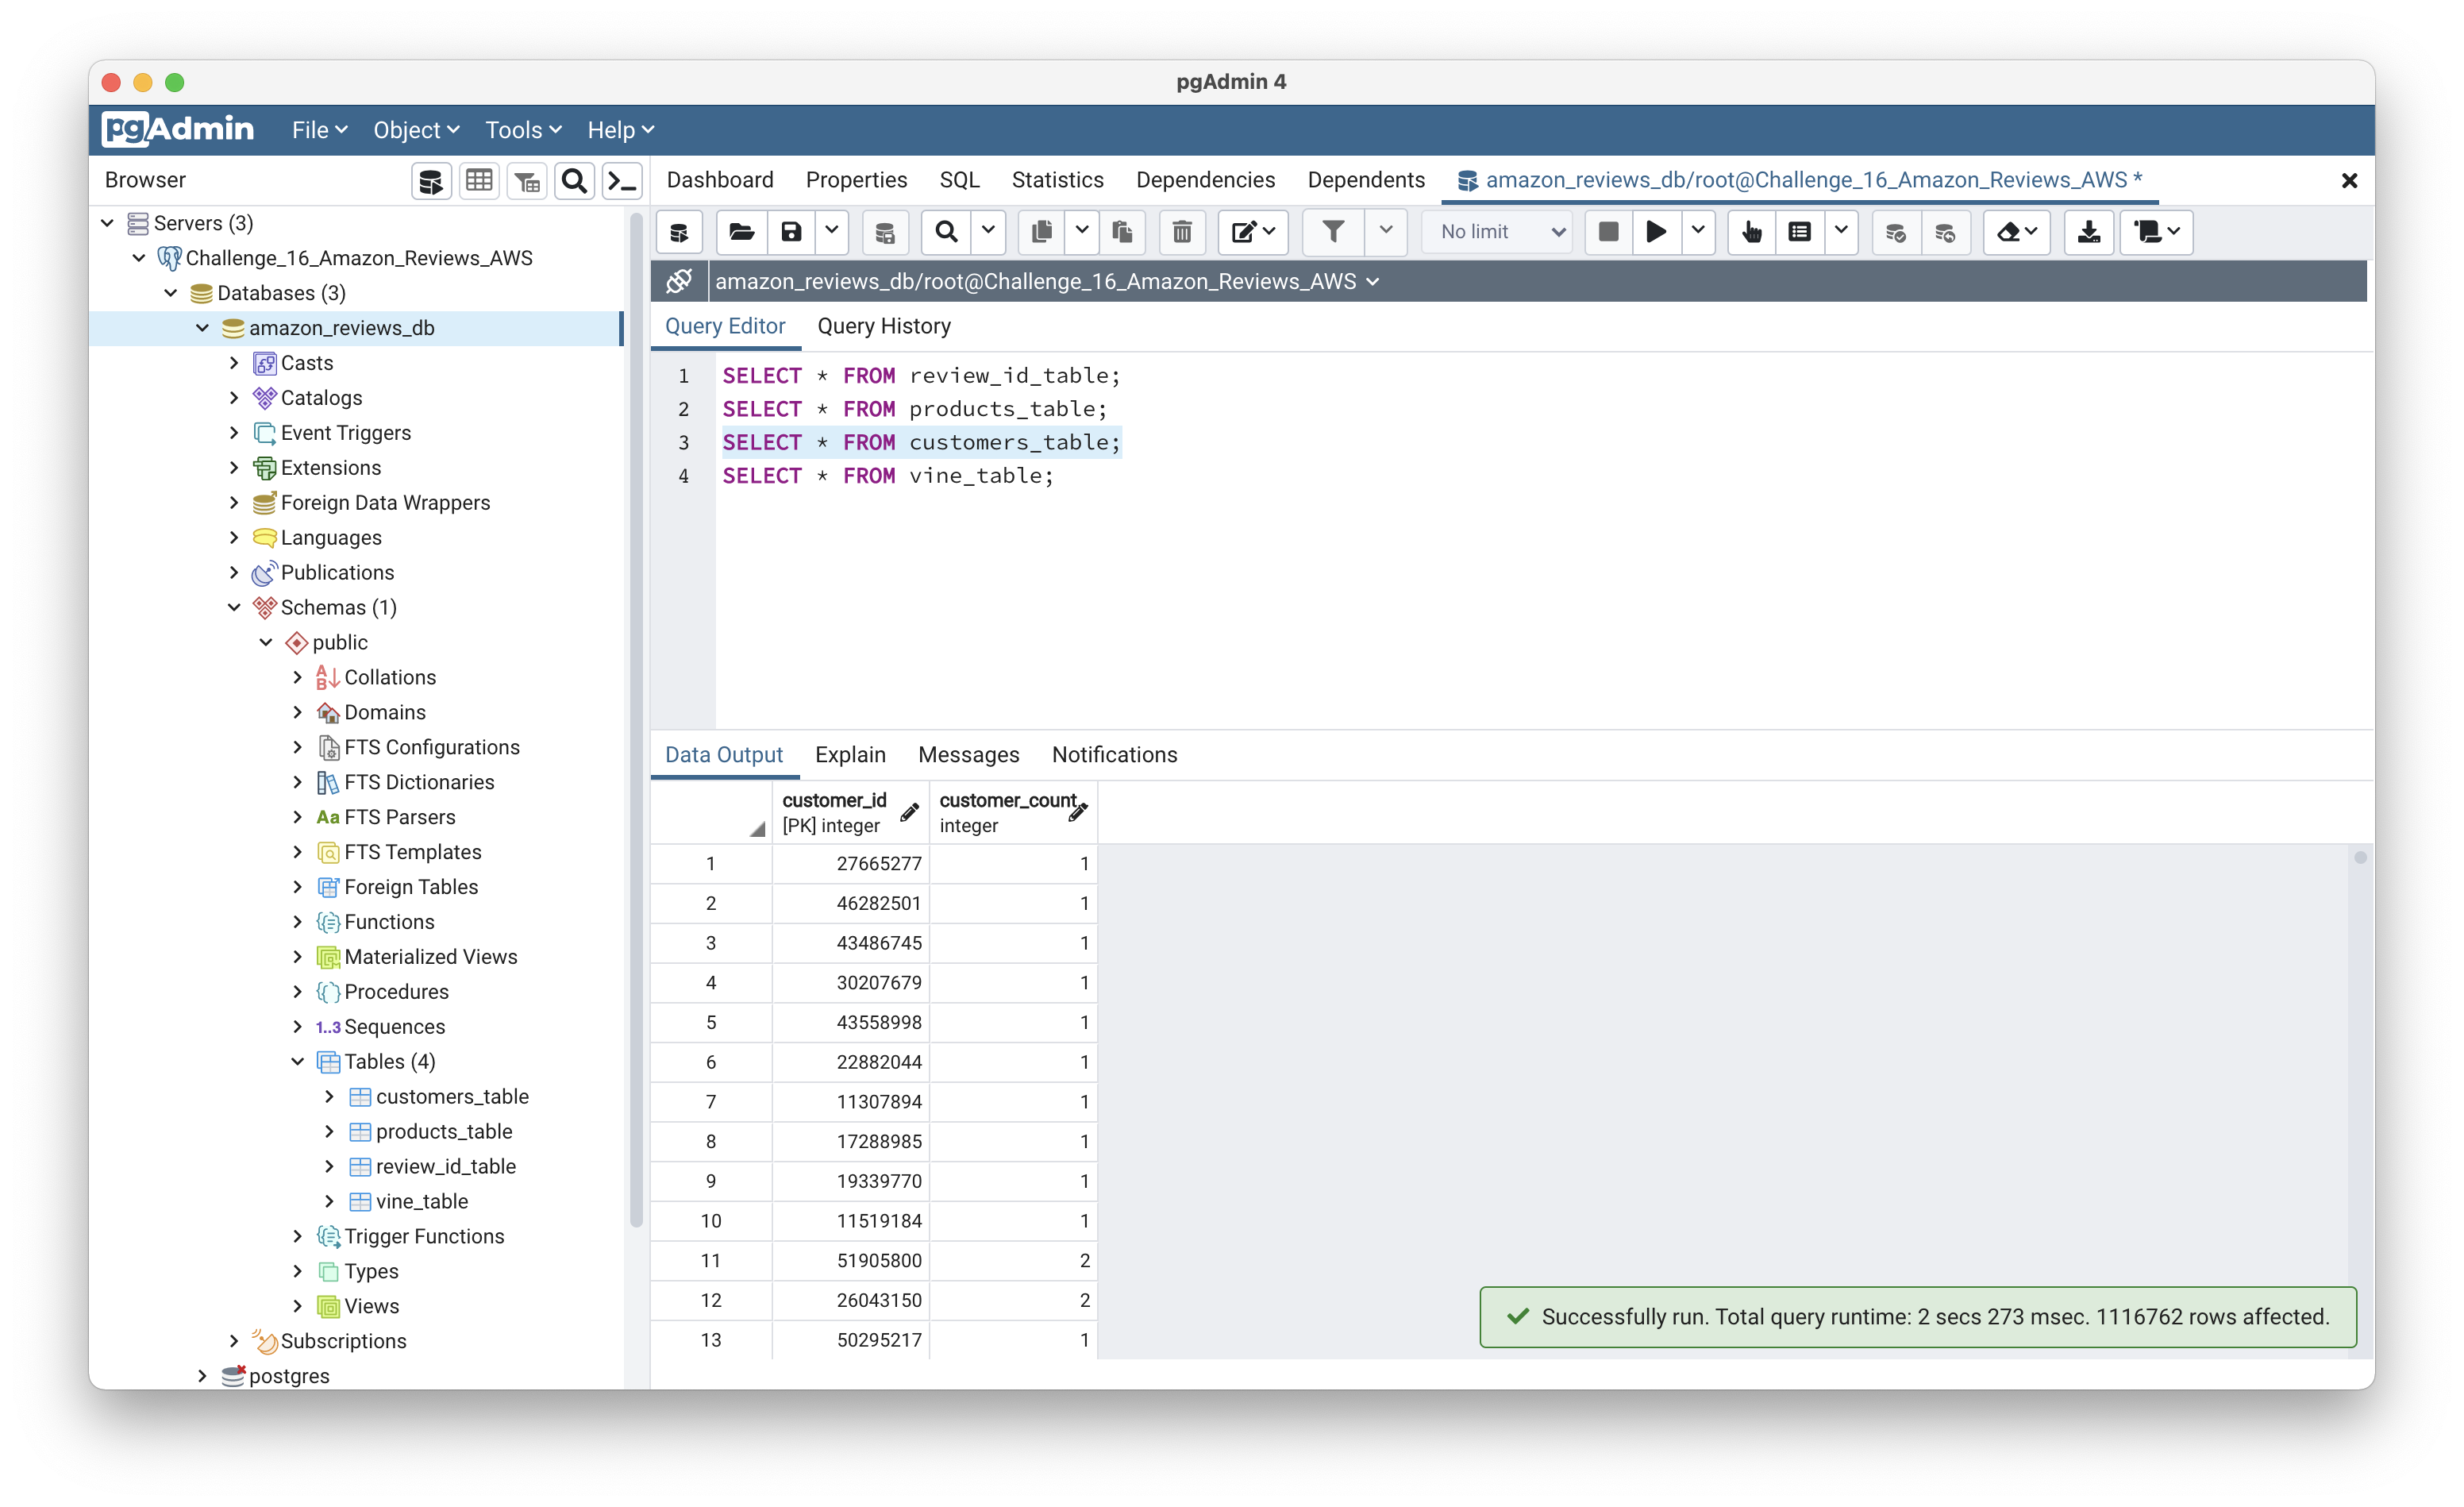 pgAdmin 4
pgAdmin File Object Tools Help
Browser
Dashboard Properties SQL Statistics Dependencies Dependents amazon_reviews_db/root@Challenge_16_Amazon_Reviews_AWS *
No limit
amazon_reviews_db/root@Challenge_16_Amazon_Reviews_AWS
Servers (3)
Challenge_16_Amazon_Reviews_AWS
Databases (3)
amazon_reviews_db
Casts
Catalogs
Event Triggers
Extensions
Foreign Data Wrappers
Languages
Publications
Schemas (1)
public
Collations
Domains
FTS Configurations
FTS Dictionaries
Aa FTS Parsers
FTS Templates
Foreign Tables
Functions
Materialized Views
Procedures
1..3 Sequences
Tables (4)
customers_table
products_table
review_id_table
vine_table
Trigger Functions
Types
Views
Subscriptions
postgres
Query Editor Query History
1 SELECT * FROM review_id_table;
2 SELECT * FROM products_table;
3 SELECT * FROM customers_table;
4 SELECT * FROM vine_table;
Data Output Explain Messages Notifications
customer_id customer_count
[PK] integer integer
1 27665277 1
2 46282501 1
3 43486745 1
4 30207679 1
5 43558998 1
6 22882044 1
7 11307894 1
8 17288985 1
9 19339770 1
10 11519184 1
11 51905800 2
12 26043150 2
13 50295217 1
Successfully run. Total query runtime: 2 secs 273 msec. 1116762 rows affected.